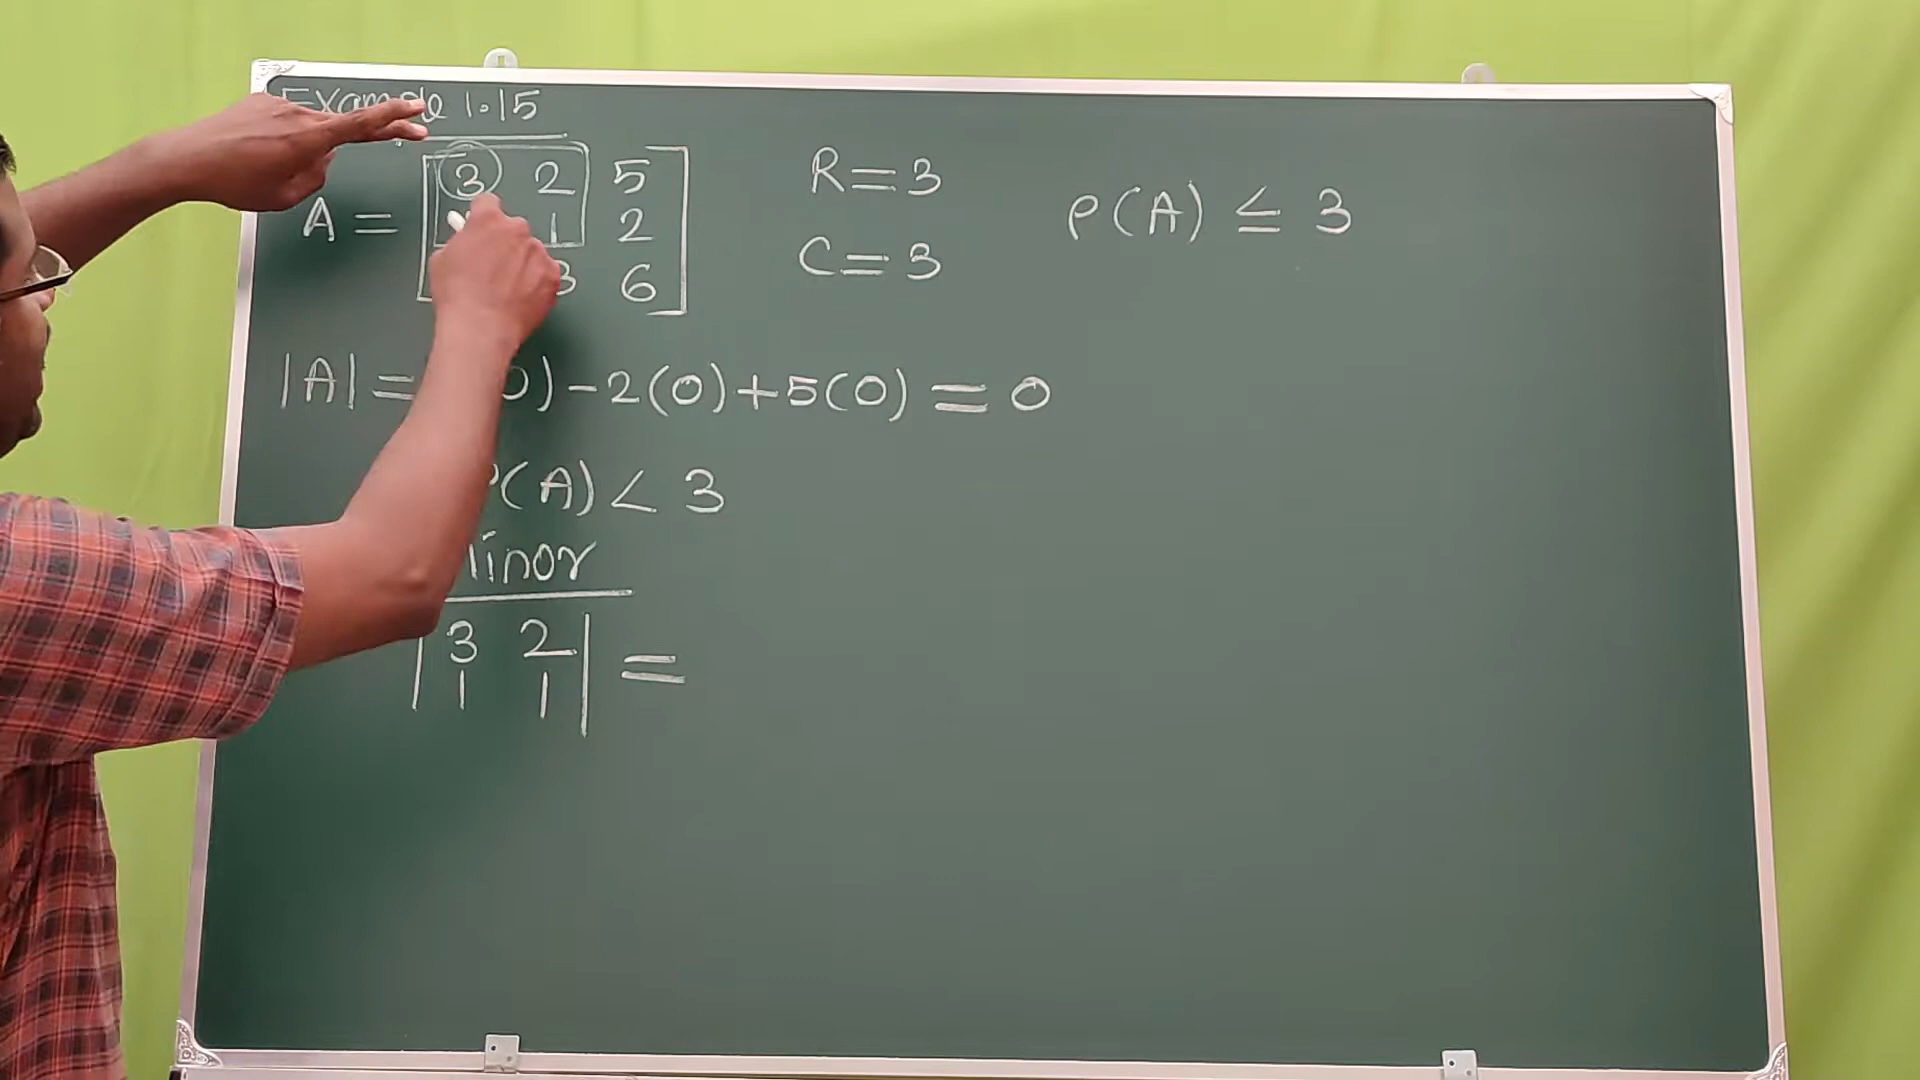 Example 1.15
A = [3 2 5
1 2
3 6]
R = 3
C = 3
ρ(A) ≤ 3
|A| = 0) - 2(0) + 5(0) = 0
ρ(A) < 3
inor
|3 2
1 1| =